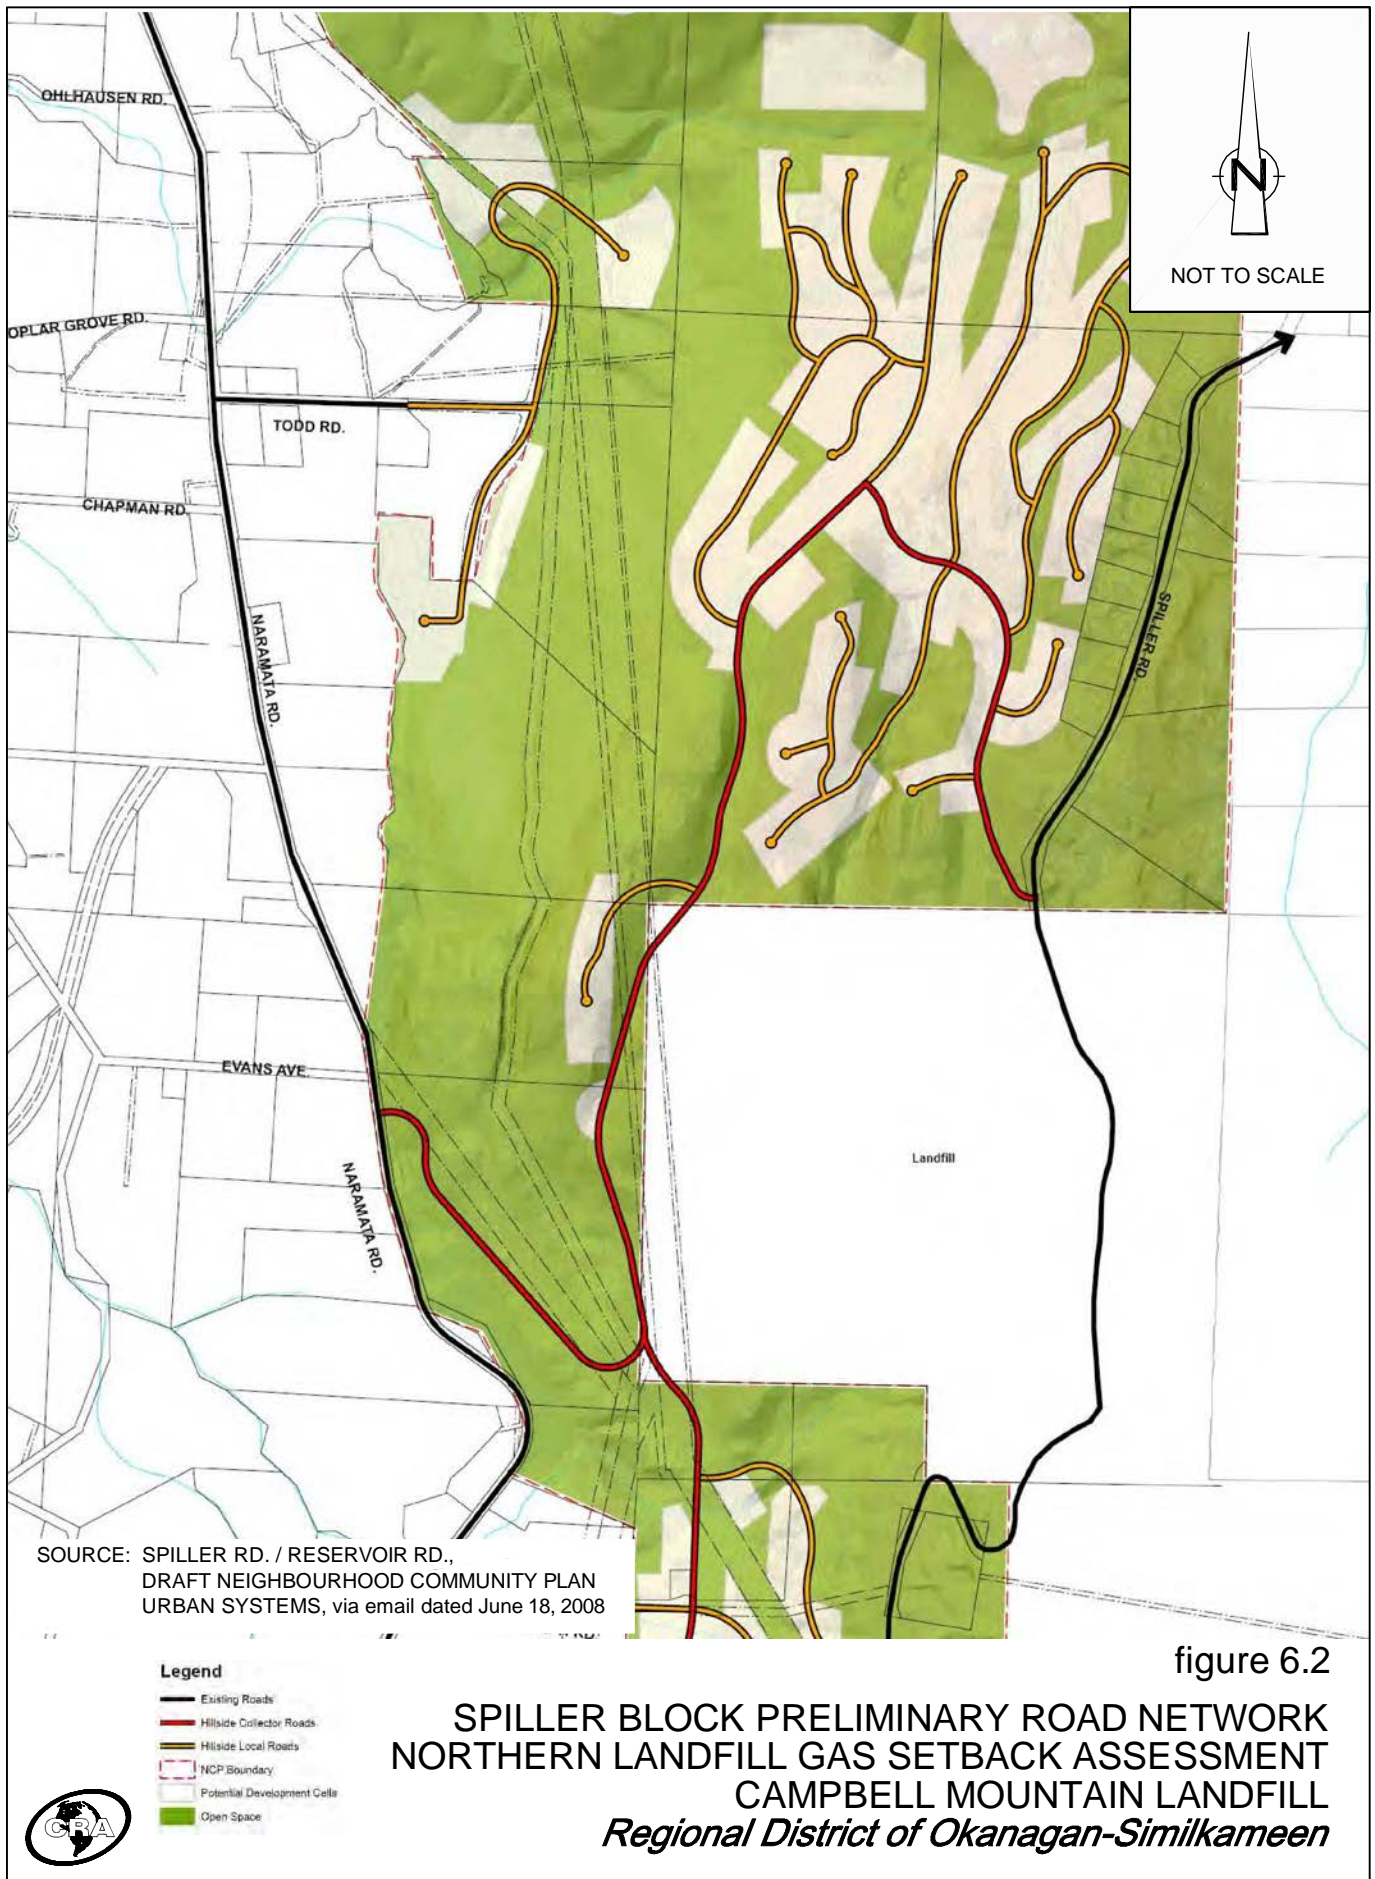 N
NOT TO SCALE
OHLHAUSEN RD.
OPLAR GROVE RD.
TODD RD.
CHAPMAN RD.
NARAMATA RD.
SPILLER RD.
EVANS AVE.
NARAMATA RD.
Landfill
SOURCE: SPILLER RD. / RESERVOIR RD.,
DRAFT NEIGHBOURHOOD COMMUNITY PLAN
URBAN SYSTEMS, via email dated June 18, 2008
Legend
Existing Roads
Hillside Collector Roads
Hillside Local Roads
NCP Boundary
Potential Development Cells
Open Space
figure 6.2
SPILLER BLOCK PRELIMINARY ROAD NETWORK
NORTHERN LANDFILL GAS SETBACK ASSESSMENT
CAMPBELL MOUNTAIN LANDFILL
Regional District of Okanagan-Similkameen
CRA